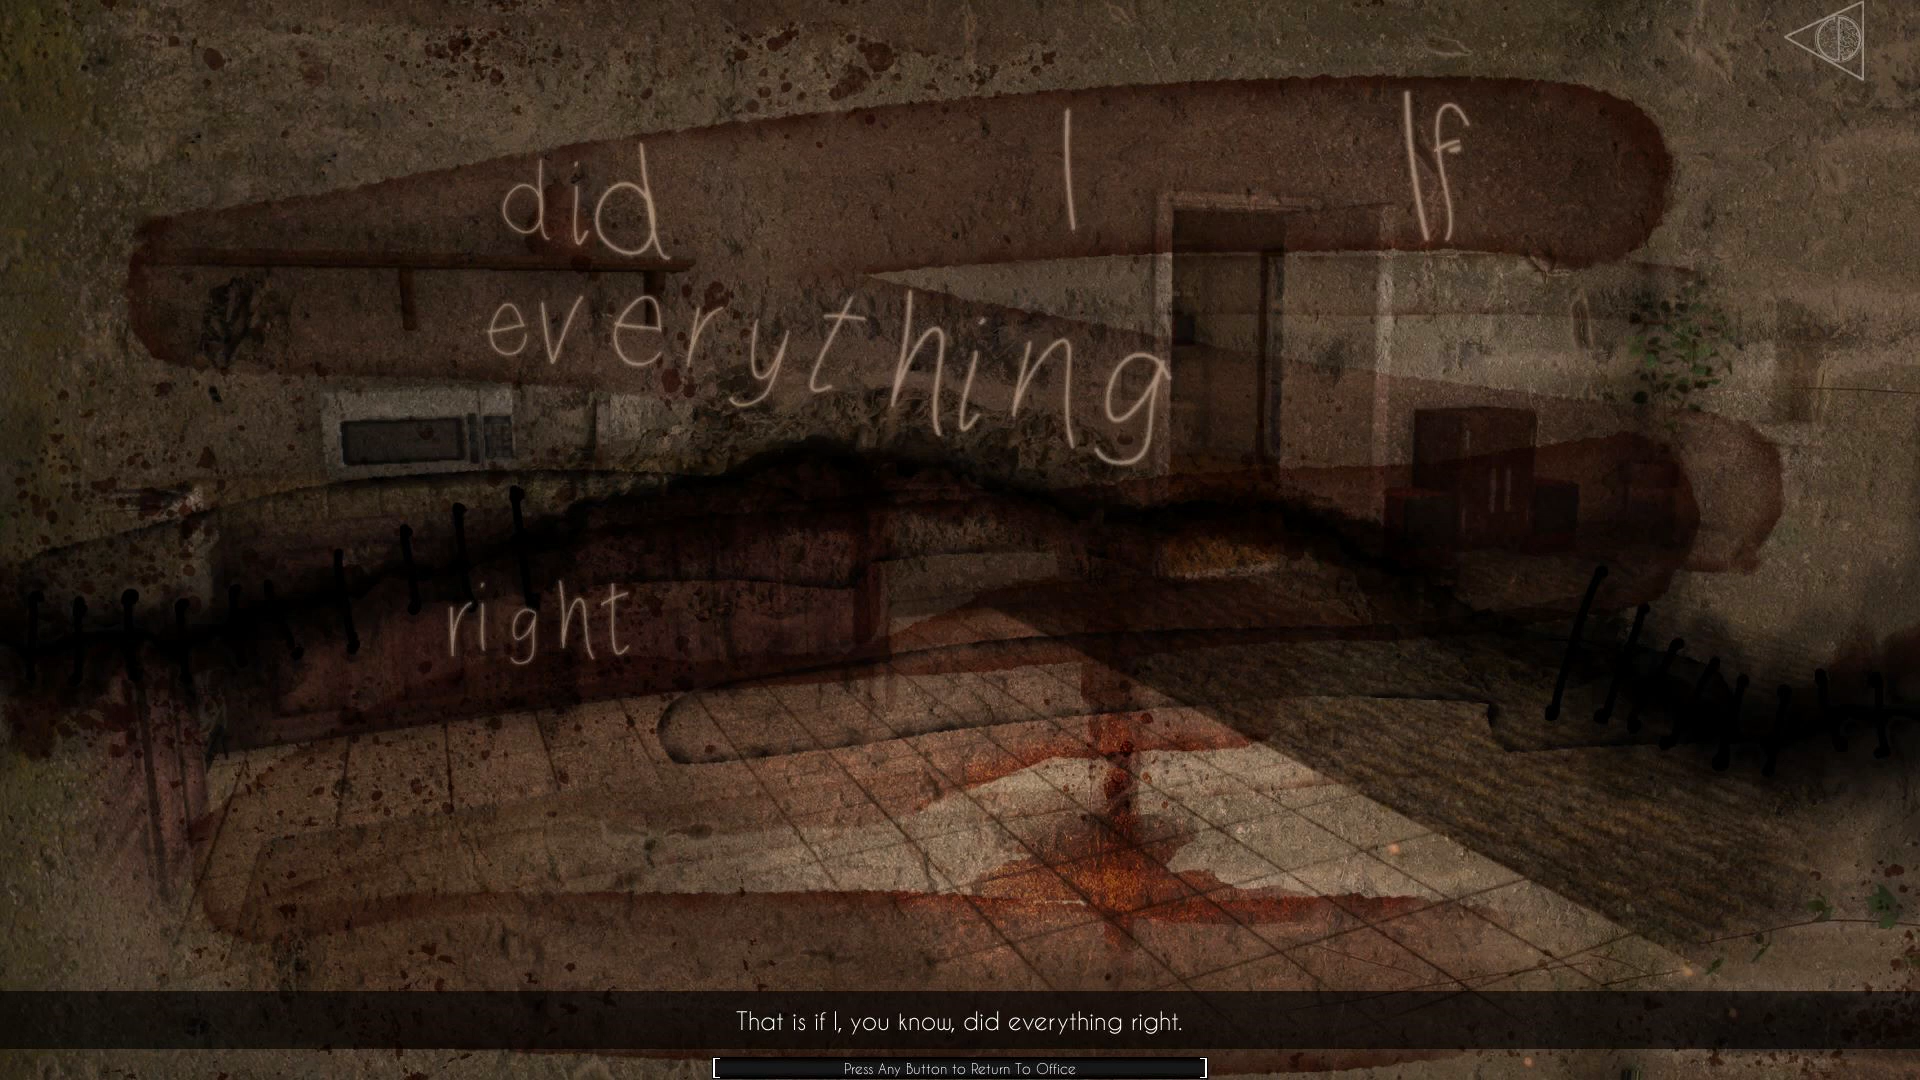 did I If
everything
right
That is if I, you know, did everything right.
Press Any Button to Return To Office